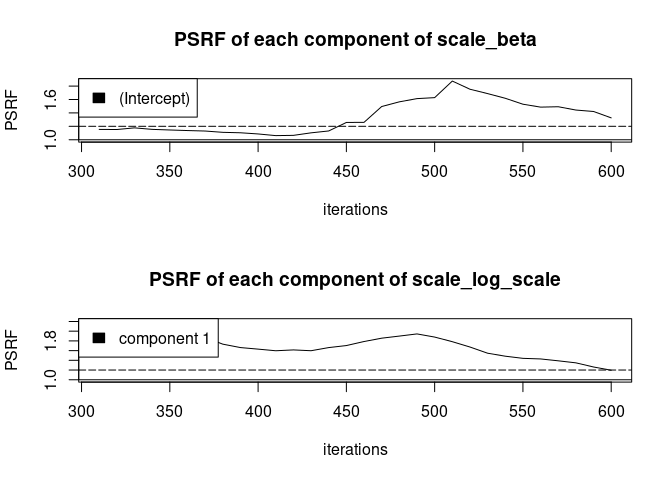 PSRF of each component of scale_beta
PSRF
1.6
1.0
(Intercept)
300 350 400 450 500 550 600
iterations
PSRF of each component of scale_log_scale
PSRF
1.8
1.0
component 1
300 350 400 450 500 550 600
iterations